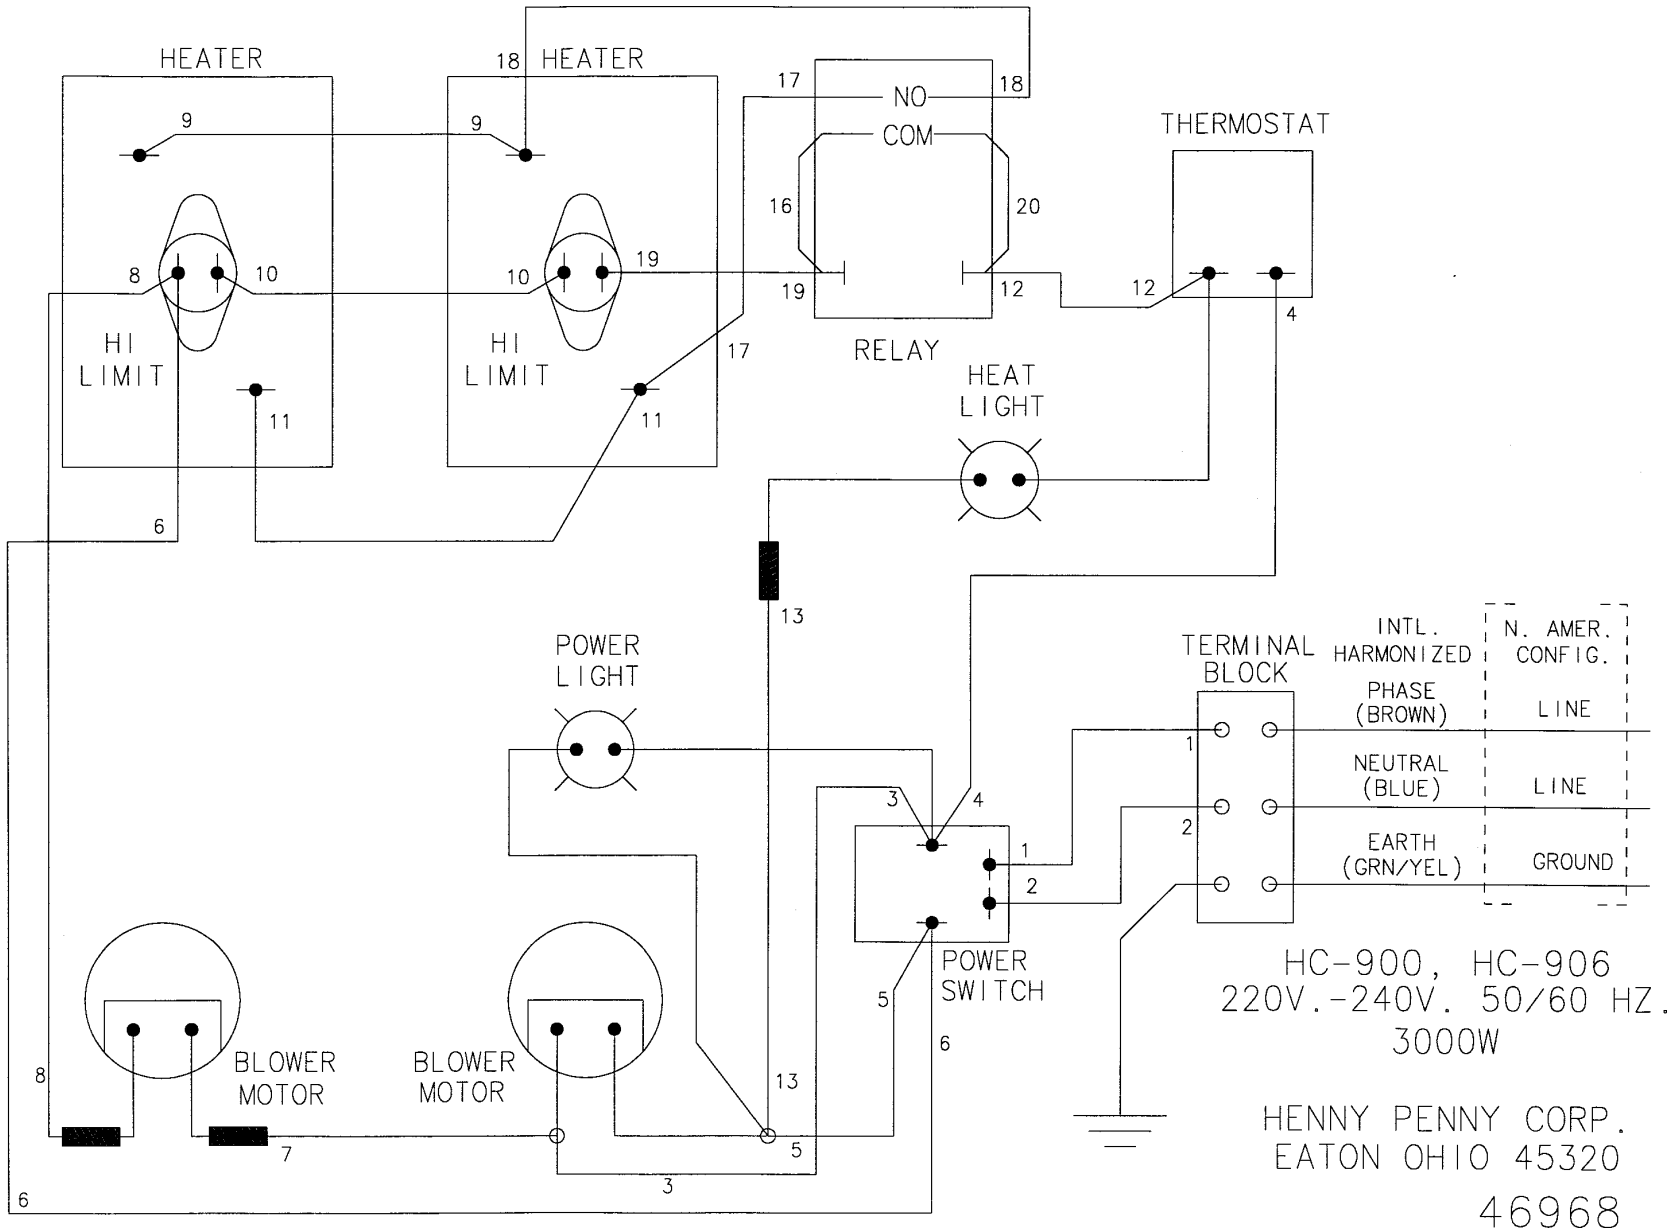 HEATER
18
HEATER
17
NO
18
9
9
COM
THERMOSTAT
16
20
8
10
10
19
19
12
12
4
HI
LIMIT
HI
LIMIT
17
RELAY
HEAT
LIGHT
11
11
6
13
POWER
LIGHT
TERMINAL
BLOCK
INTL.
HARMONIZED
N. AMER.
CONFIG.
PHASE
(BROWN)
LINE
1
NEUTRAL
(BLUE)
LINE
3
4
2
1
EARTH
(GRN/YEL)
GROUND
2
POWER
SWITCH
5
6
HC-900, HC-906
220V.-240V. 50/60 HZ.
3000W
8
BLOWER
MOTOR
BLOWER
MOTOR
13
7
5
3
6
HENNY PENNY CORP.
EATON OHIO 45320
46968